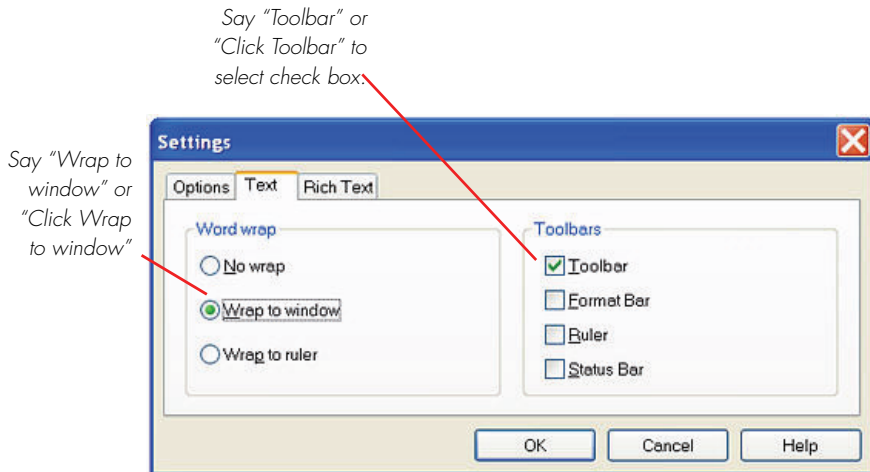 Say “Toolbar” or
“Click Toolbar” to
select check box.
Say “Wrap to
window” or
“Click Wrap
to window”
Settings
Options Text Rich Text
Word wrap
No wrap
Wrap to window
Wrap to ruler
Toolbars
Toolbar
Format Bar
Ruler
Status Bar
OK Cancel Help